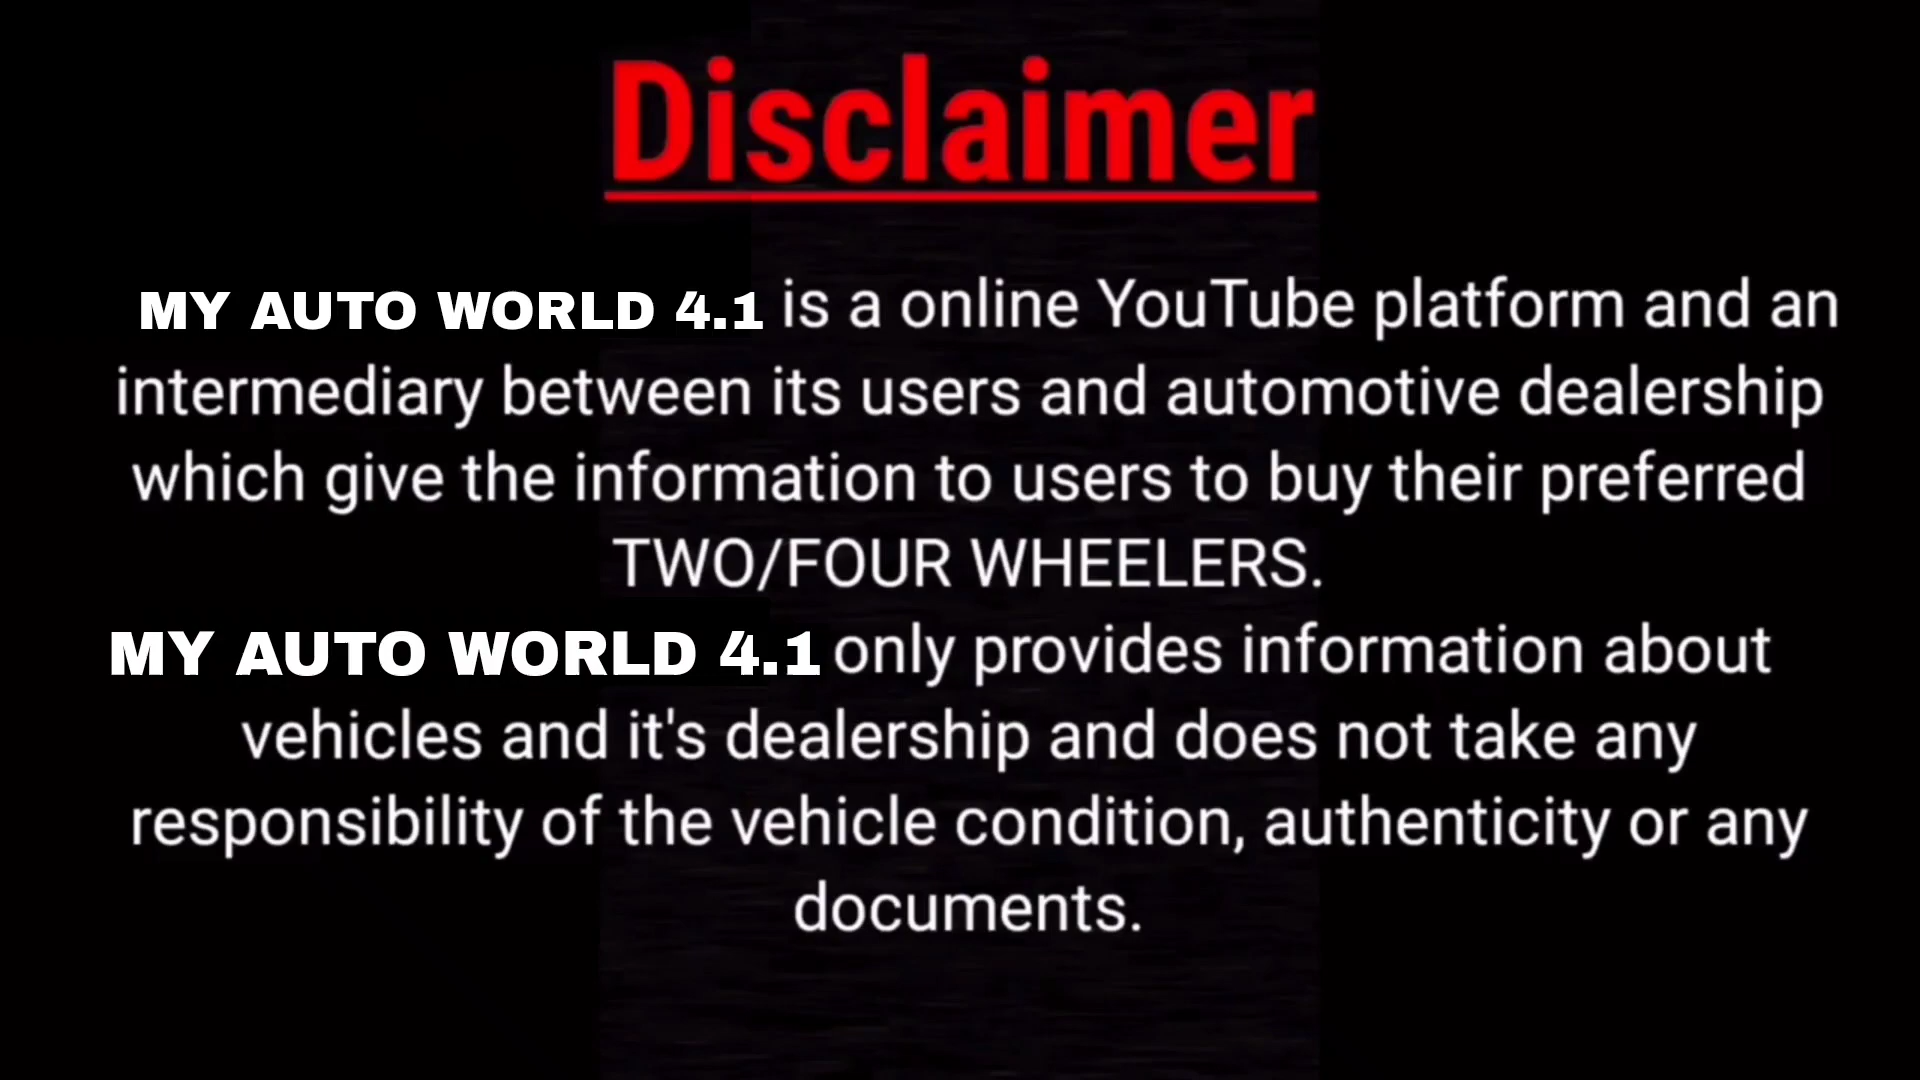 Disclaimer
MY AUTO WORLD 4.1 is a online YouTube platform and an
intermediary between its users and automotive dealership
which give the information to users to buy their preferred
TWO/FOUR WHEELERS.
MY AUTO WORLD 4.1 only provides information about
vehicles and it's dealership and does not take any
responsibility of the vehicle condition, authenticity or any
documents.